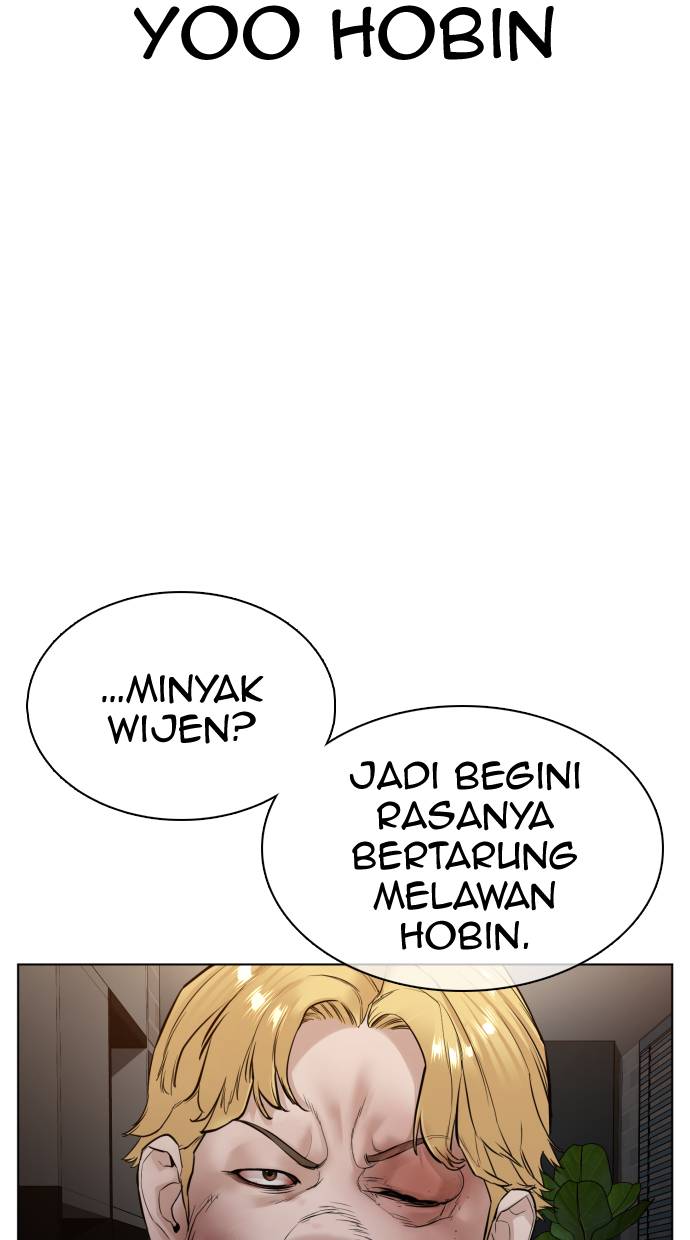 YOO HOBIN
...MINYAK
WIJEN?
JADI BEGINI
RASANYA
BERTARUNG
MELAWAN
HOBIN.